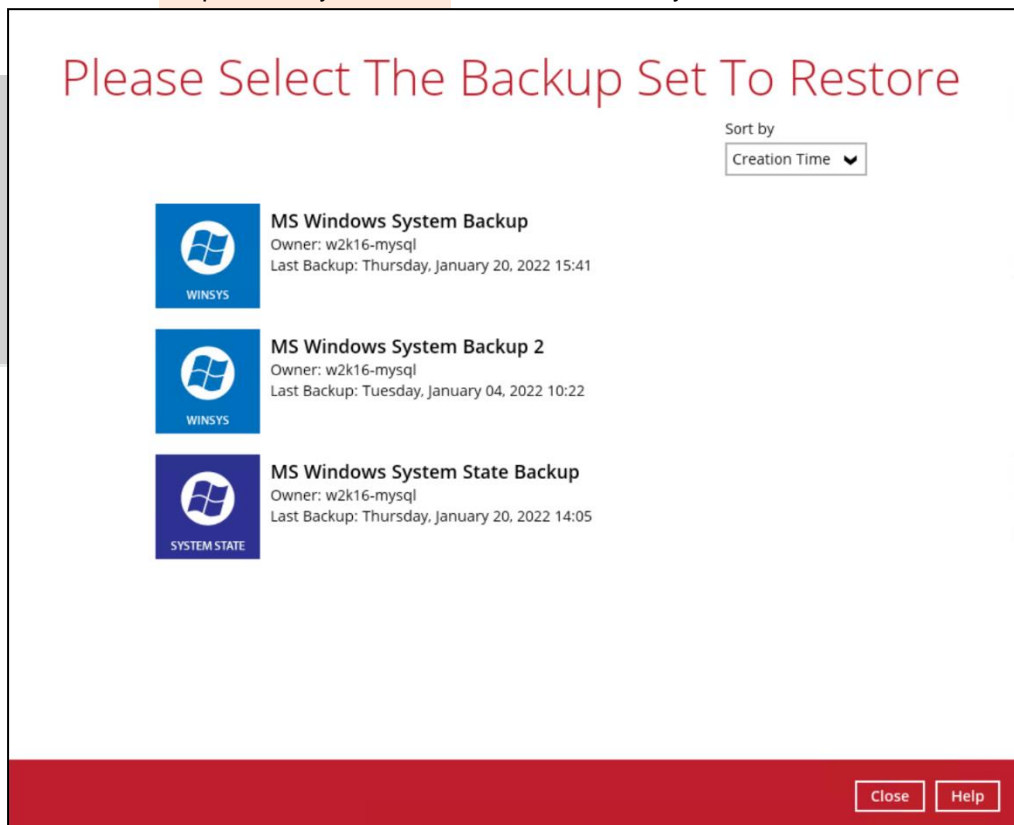 Please Select The Backup Set To Restore
Sort by
Creation Time
MS Windows System Backup
Owner: w2k16-mysql
Last Backup: Thursday, January 20, 2022 15:41
WINSYS
MS Windows System Backup 2
Owner: w2k16-mysql
Last Backup: Tuesday, January 04, 2022 10:22
WINSYS
MS Windows System State Backup
Owner: w2k16-mysql
Last Backup: Thursday, January 20, 2022 14:05
SYSTEM STATE
Close Help